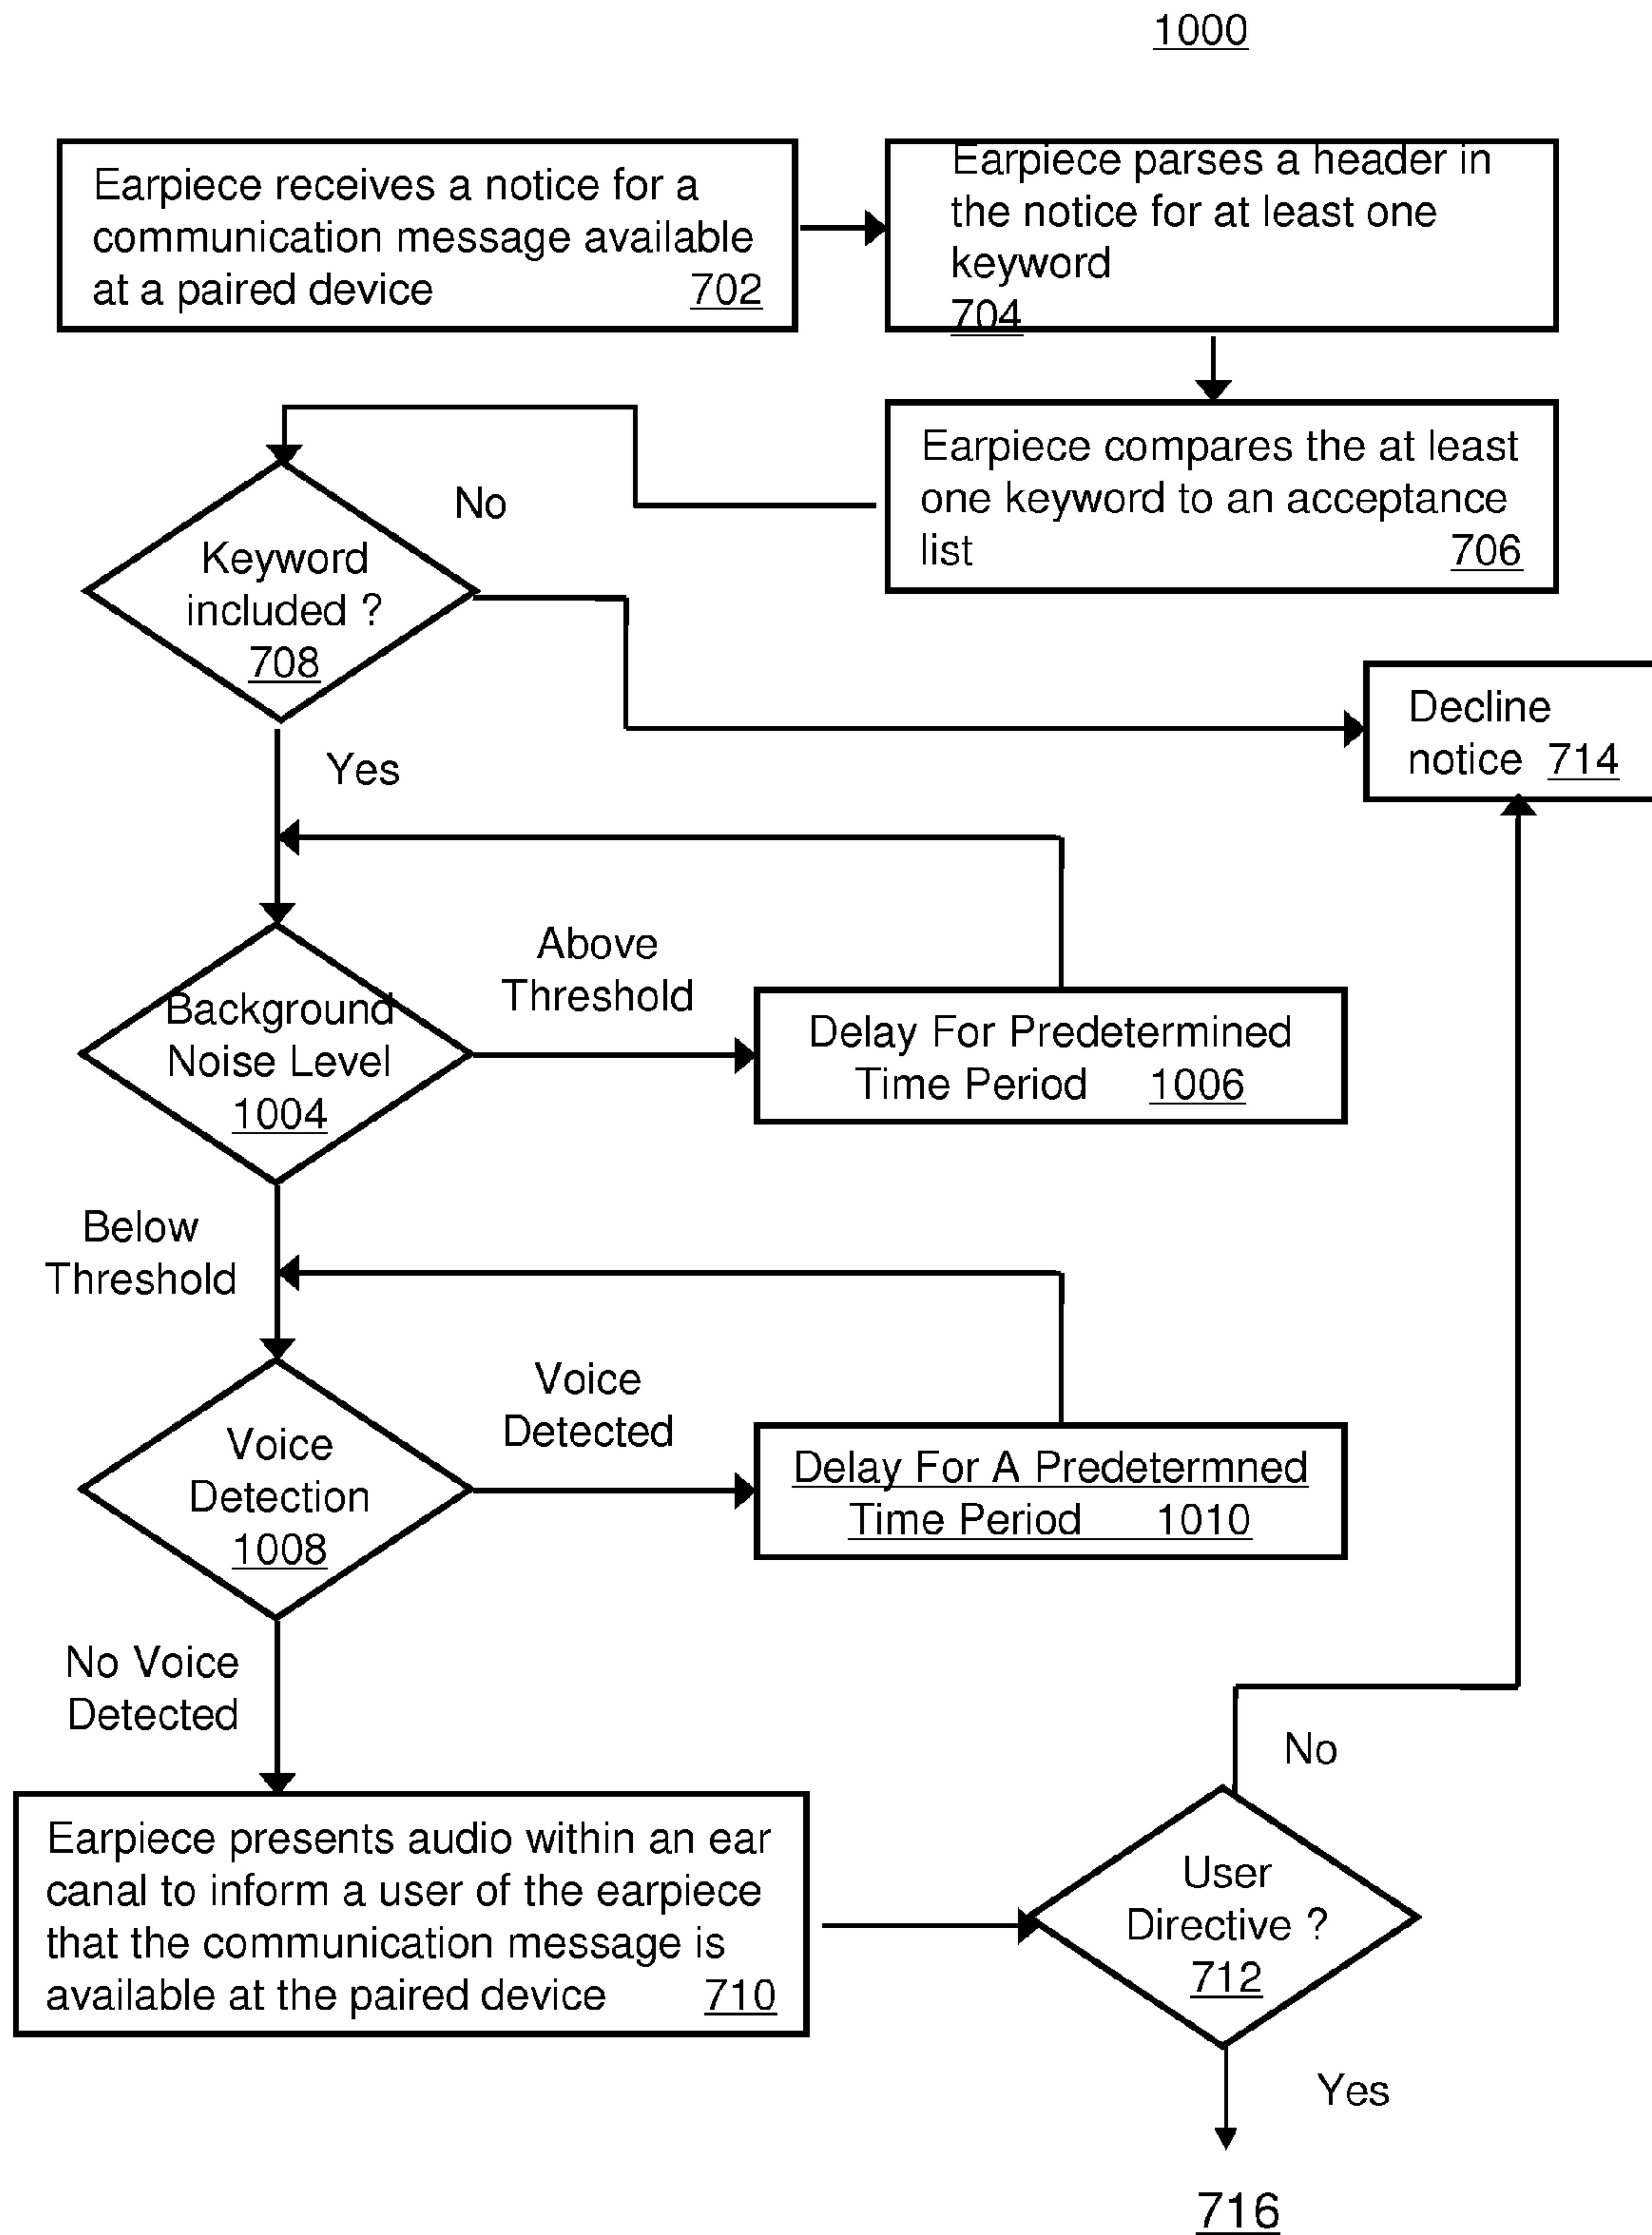 1000
Earpiece receives a notice for a
communication message available
at a paired device 702
Earpiece parses a header in
the notice for at least one
keyword
704
Earpiece compares the at least
one keyword to an acceptance
list 706
No
Keyword
included ?
708
Decline
notice 714
Yes
Above
Threshold
Background
Noise Level
1004
Delay For Predetermined
Time Period 1006
Below
Threshold
Voice
Detected
Voice
Detection
1008
Delay For A Predetermned
Time Period 1010
No Voice
Detected
No
Earpiece presents audio within an ear
canal to inform a user of the earpiece
that the communication message is
available at the paired device 710
User
Directive ?
712
Yes
716